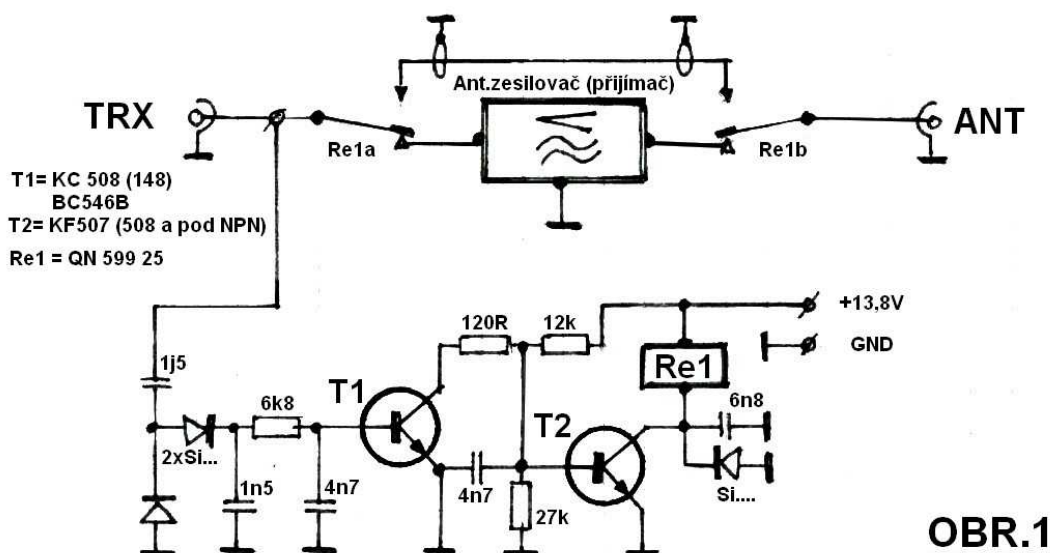 Ant.zesilovač (přijímač)
TRX
Re1a
Re1b
ANT
T1= KC 508 (148)
BC546B
T2= KF507 (508 a pod NPN)
Re1 = QN 599 25
120R
12k
+13,8V
GND
Re1
1j5
6k8
T1
T2
6n8
2xSi...
1n5
4n7
4n7
27k
Si....
OBR.1